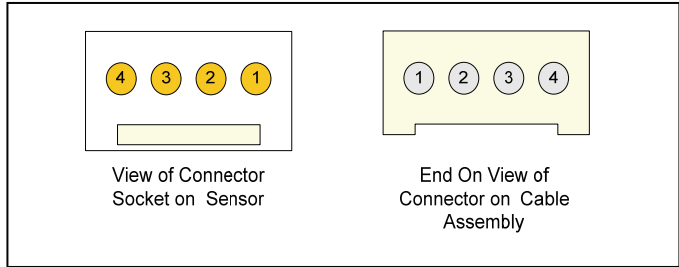 4 3 2 1
View of Connector
Socket on Sensor
1 2 3 4
End On View of
Connector on Cable
Assembly